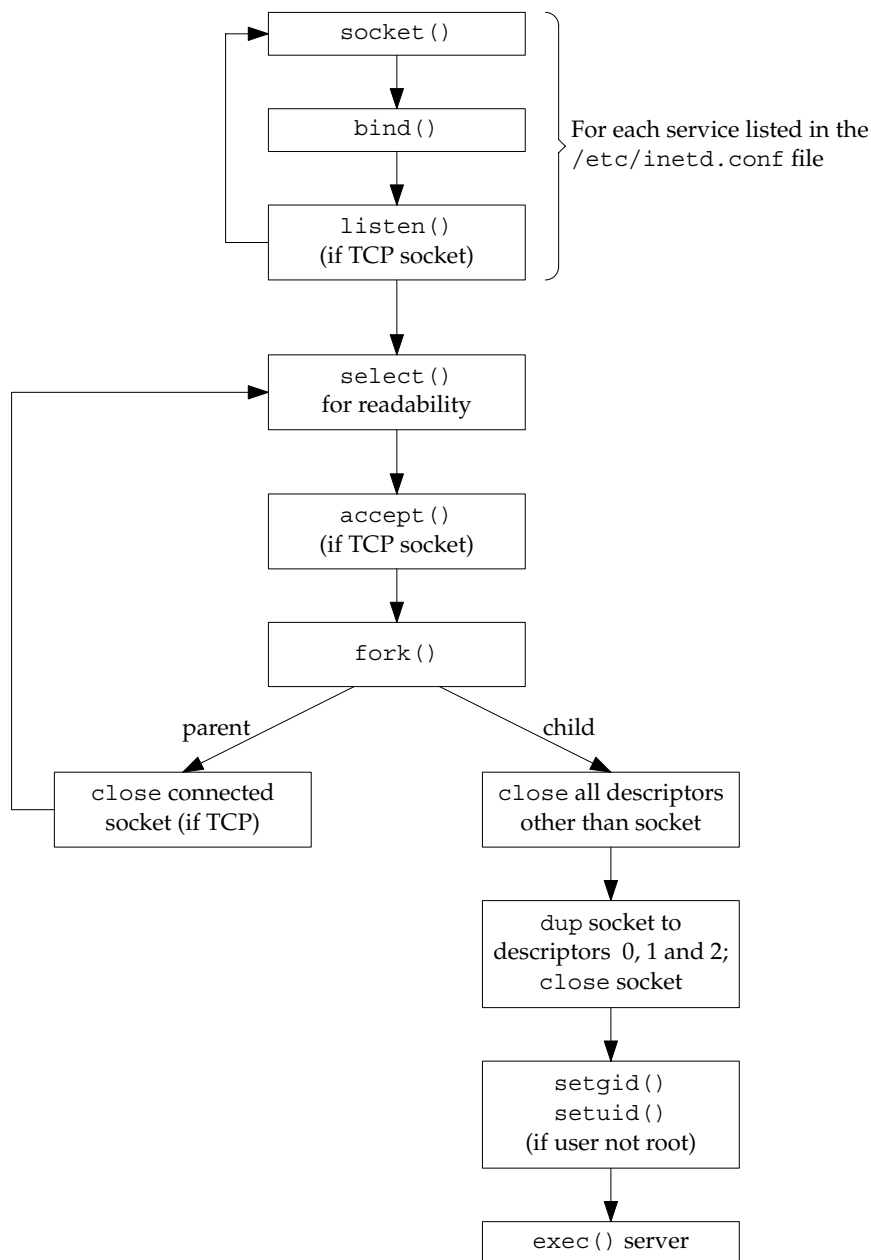 socket()
bind()
For each service listed in the
/etc/inetd.conf file
listen()
(if TCP socket)
select()
for readability
accept()
(if TCP socket)
fork()
parent
child
close connected
socket (if TCP)
close all descriptors
other than socket
dup socket to
descriptors 0, 1 and 2;
close socket
setgid()
setuid()
(if user not root)
exec() server